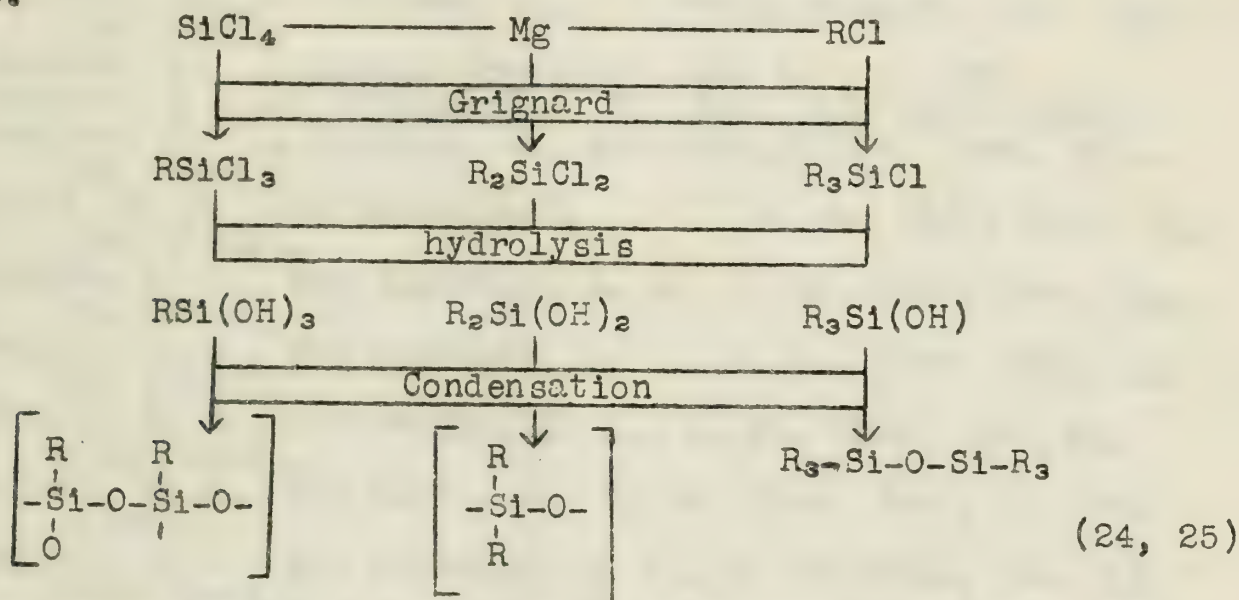 SiCl₄ Mg RCl
Grignard
RSiCl₃ R₂SiCl₂ R₃SiCl
hydrolysis
RSi(OH)₃ R₂Si(OH)₂ R₃Si(OH)
Condensation
R R R
-Si-O-Si-O- -Si-O- R₃-Si-O-Si-R₃
O R
(24, 25)